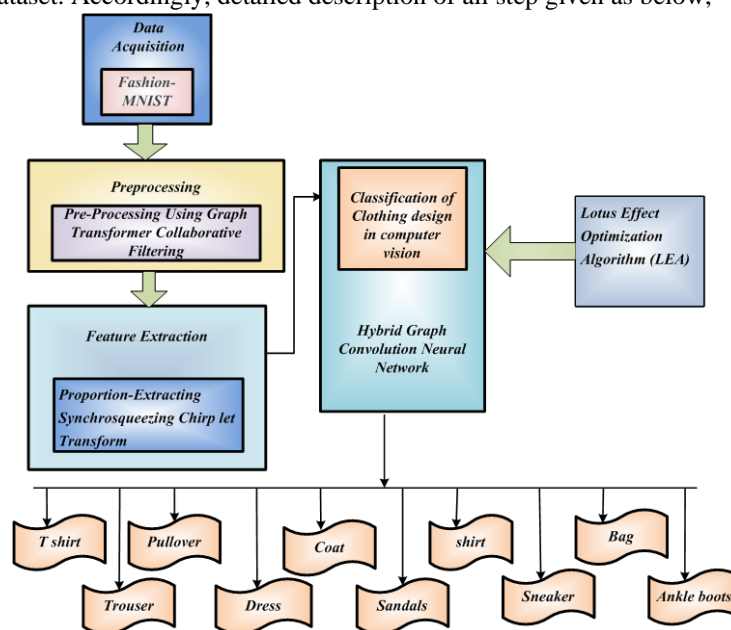 ataset. Accordingly, detailed description of all step given as below,
Data
Acquisition
Fashion-
MNIST
Preprocessing
Pre-Processing Using Graph
Transformer Collaborative
Filtering
Feature Extraction
Proportion-Extracting
Synchrosqueezing Chirp let
Transform
Classification of
Clothing design
in computer
vision
Hybrid Graph
Convolution Neural
Network
Lotus Effect
Optimization
Algorithm (LEA)
T shirt
Pullover
Coat
shirt
Bag
Trouser
Dress
Sandals
Sneaker
Ankle boots